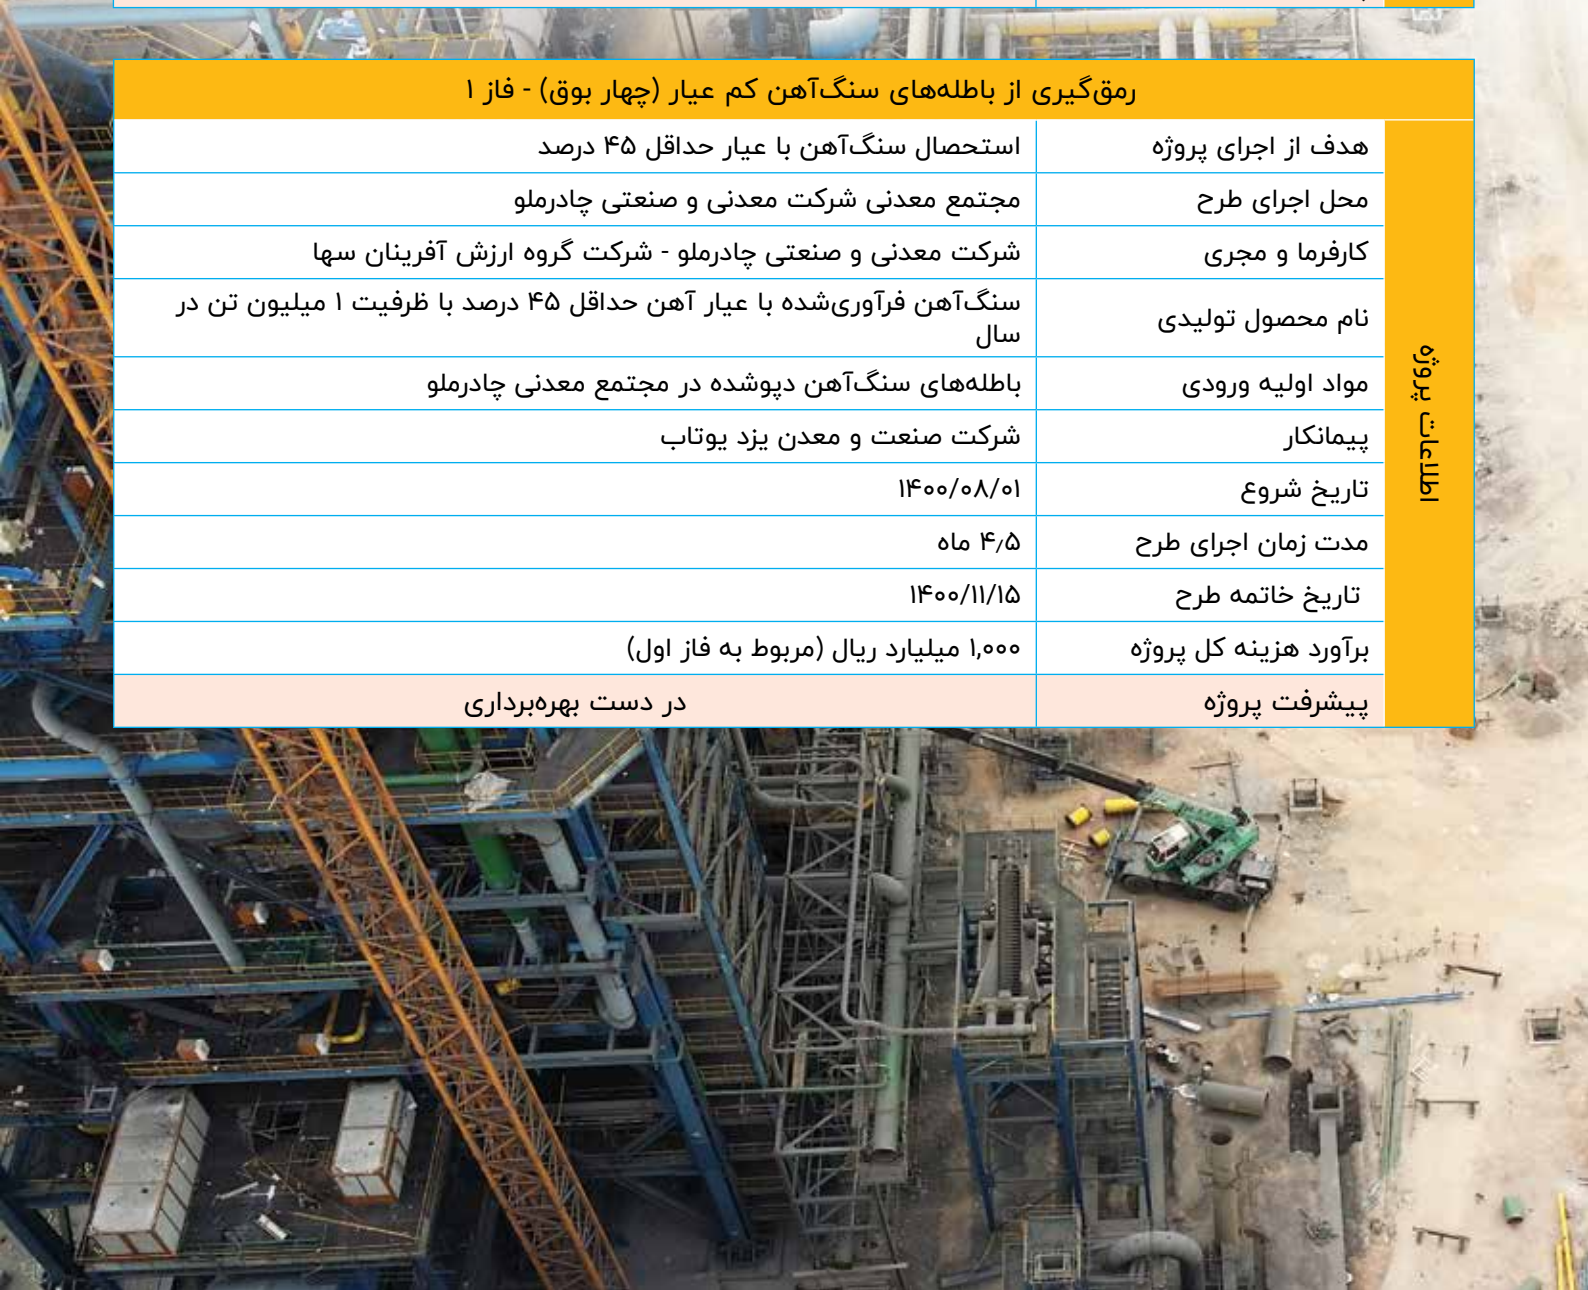 رمق‌گیری از باطله‌های سنگ‌آهن کم عیار (چهار بوق) - فاز ۱
اطلاعات پروژه
هدف از اجرای پروژه استحصال سنگ‌آهن با عیار حداقل ۴۵ درصد
محل اجرای طرح مجتمع معدنی شرکت معدنی و صنعتی چادرملو
کارفرما و مجری شرکت معدنی و صنعتی چادرملو - شرکت گروه ارزش آفرینان سها
نام محصول تولیدی سنگ‌آهن فرآوری‌شده با عیار آهن حداقل ۴۵ درصد با ظرفیت ۱ میلیون تن در
سال
مواد اولیه ورودی باطله‌های سنگ‌آهن دپوشده در مجتمع معدنی چادرملو
پیمانکار شرکت صنعت و معدن یزد یوتاب
تاریخ شروع ۱۴۰۰/۰۸/۰۱
مدت زمان اجرای طرح ۴٫۵ ماه
تاریخ خاتمه طرح ۱۴۰۰/۱۱/۱۵
برآورد هزینه کل پروژه ۱,۰۰۰ میلیارد ریال (مربوط به فاز اول)
پیشرفت پروژه در دست بهره‌برداری